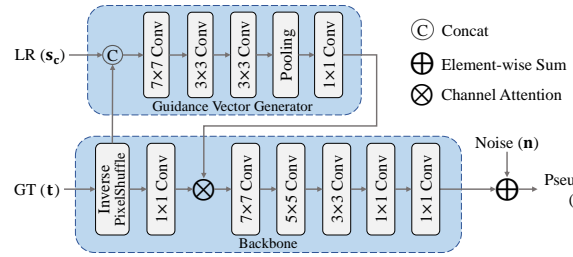 LR (s_c)
C
7×7 Conv
3×3 Conv
3×3 Conv
Pooling
1×1 Conv
Guidance Vector Generator
C Concat
Element-wise Sum
Channel Attention
GT (t)
Inverse
PixelShuffle
1×1 Conv
7×7 Conv
5×5 Conv
3×3 Conv
1×1 Conv
1×1 Conv
Backbone
Noise (n)
Pseu
(